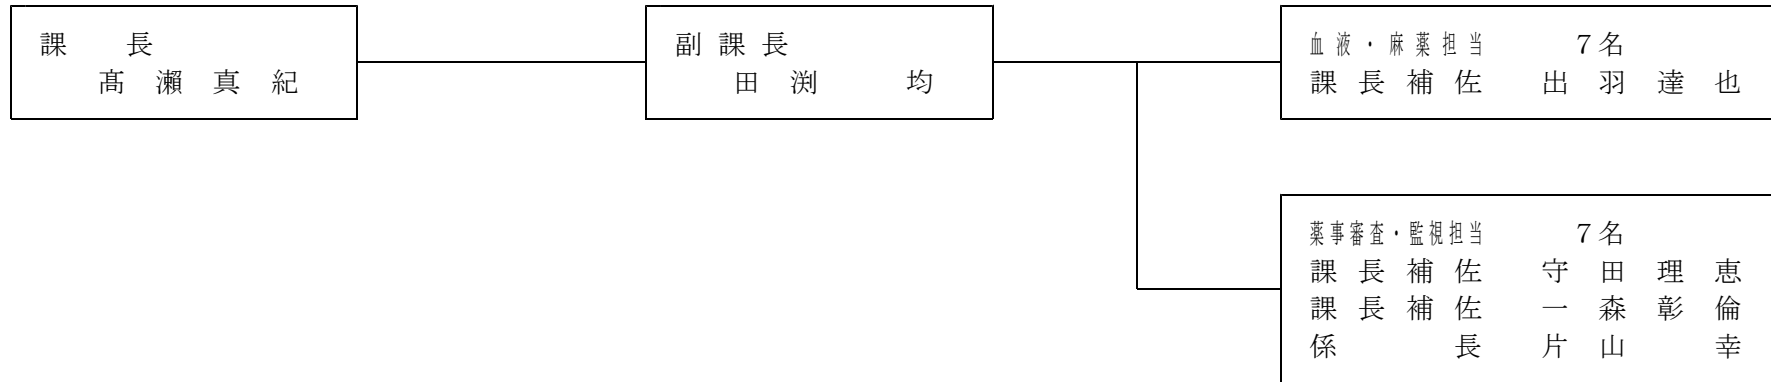 課長
髙瀬真紀
副課長
田渕 均
血液・麻薬担当 7名
課長補佐 出羽達也
薬事審査・監視担当 7名
課長補佐 守田理恵
課長補佐 一森彰倫
係長 片山 幸